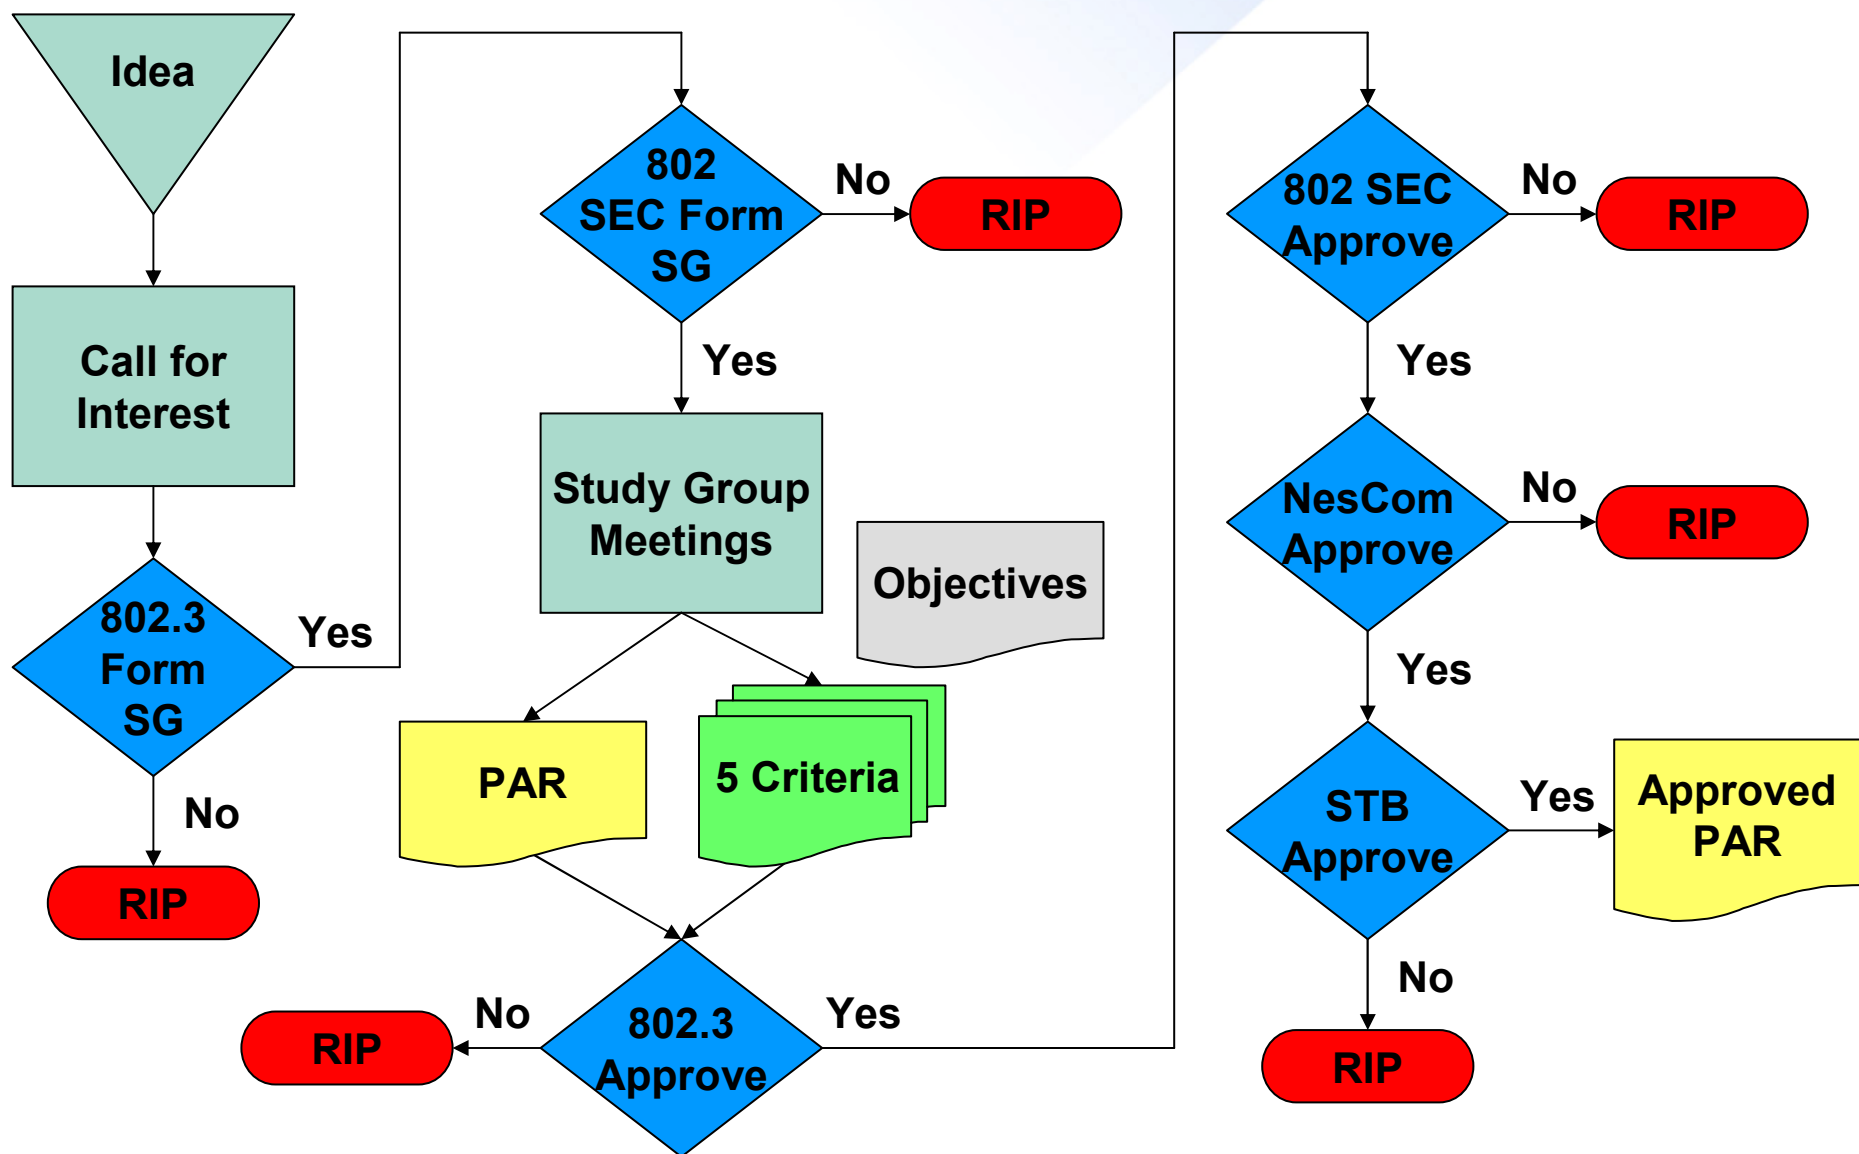 Idea
Call for
Interest
802.3
Form
SG
Yes
No
RIP
802
SEC Form
SG
No
RIP
Yes
Study Group
Meetings
Objectives
PAR
5 Criteria
802.3
Approve
No
RIP
Yes
802 SEC
Approve
No
RIP
Yes
NesCom
Approve
No
RIP
Yes
STB
Approve
Yes
Approved
PAR
No
RIP